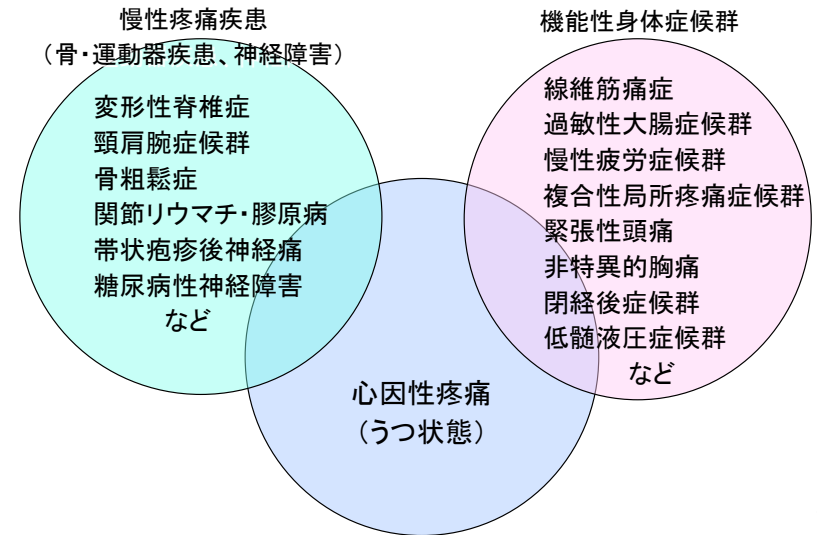 慢性疼痛疾患
（骨・運動器疾患、神経障害）
変形性脊椎症
頸肩腕症候群
骨粗鬆症
関節リウマチ・膠原病
帯状疱疹後神経痛
糖尿病性神経障害
など
機能性身体症候群
線維筋痛症
過敏性大腸症候群
慢性疲労症候群
複合性局所疼痛症候群
緊張性頭痛
非特異的胸痛
閉経後症候群
低髄液圧症候群
など
心因性疼痛
（うつ状態）